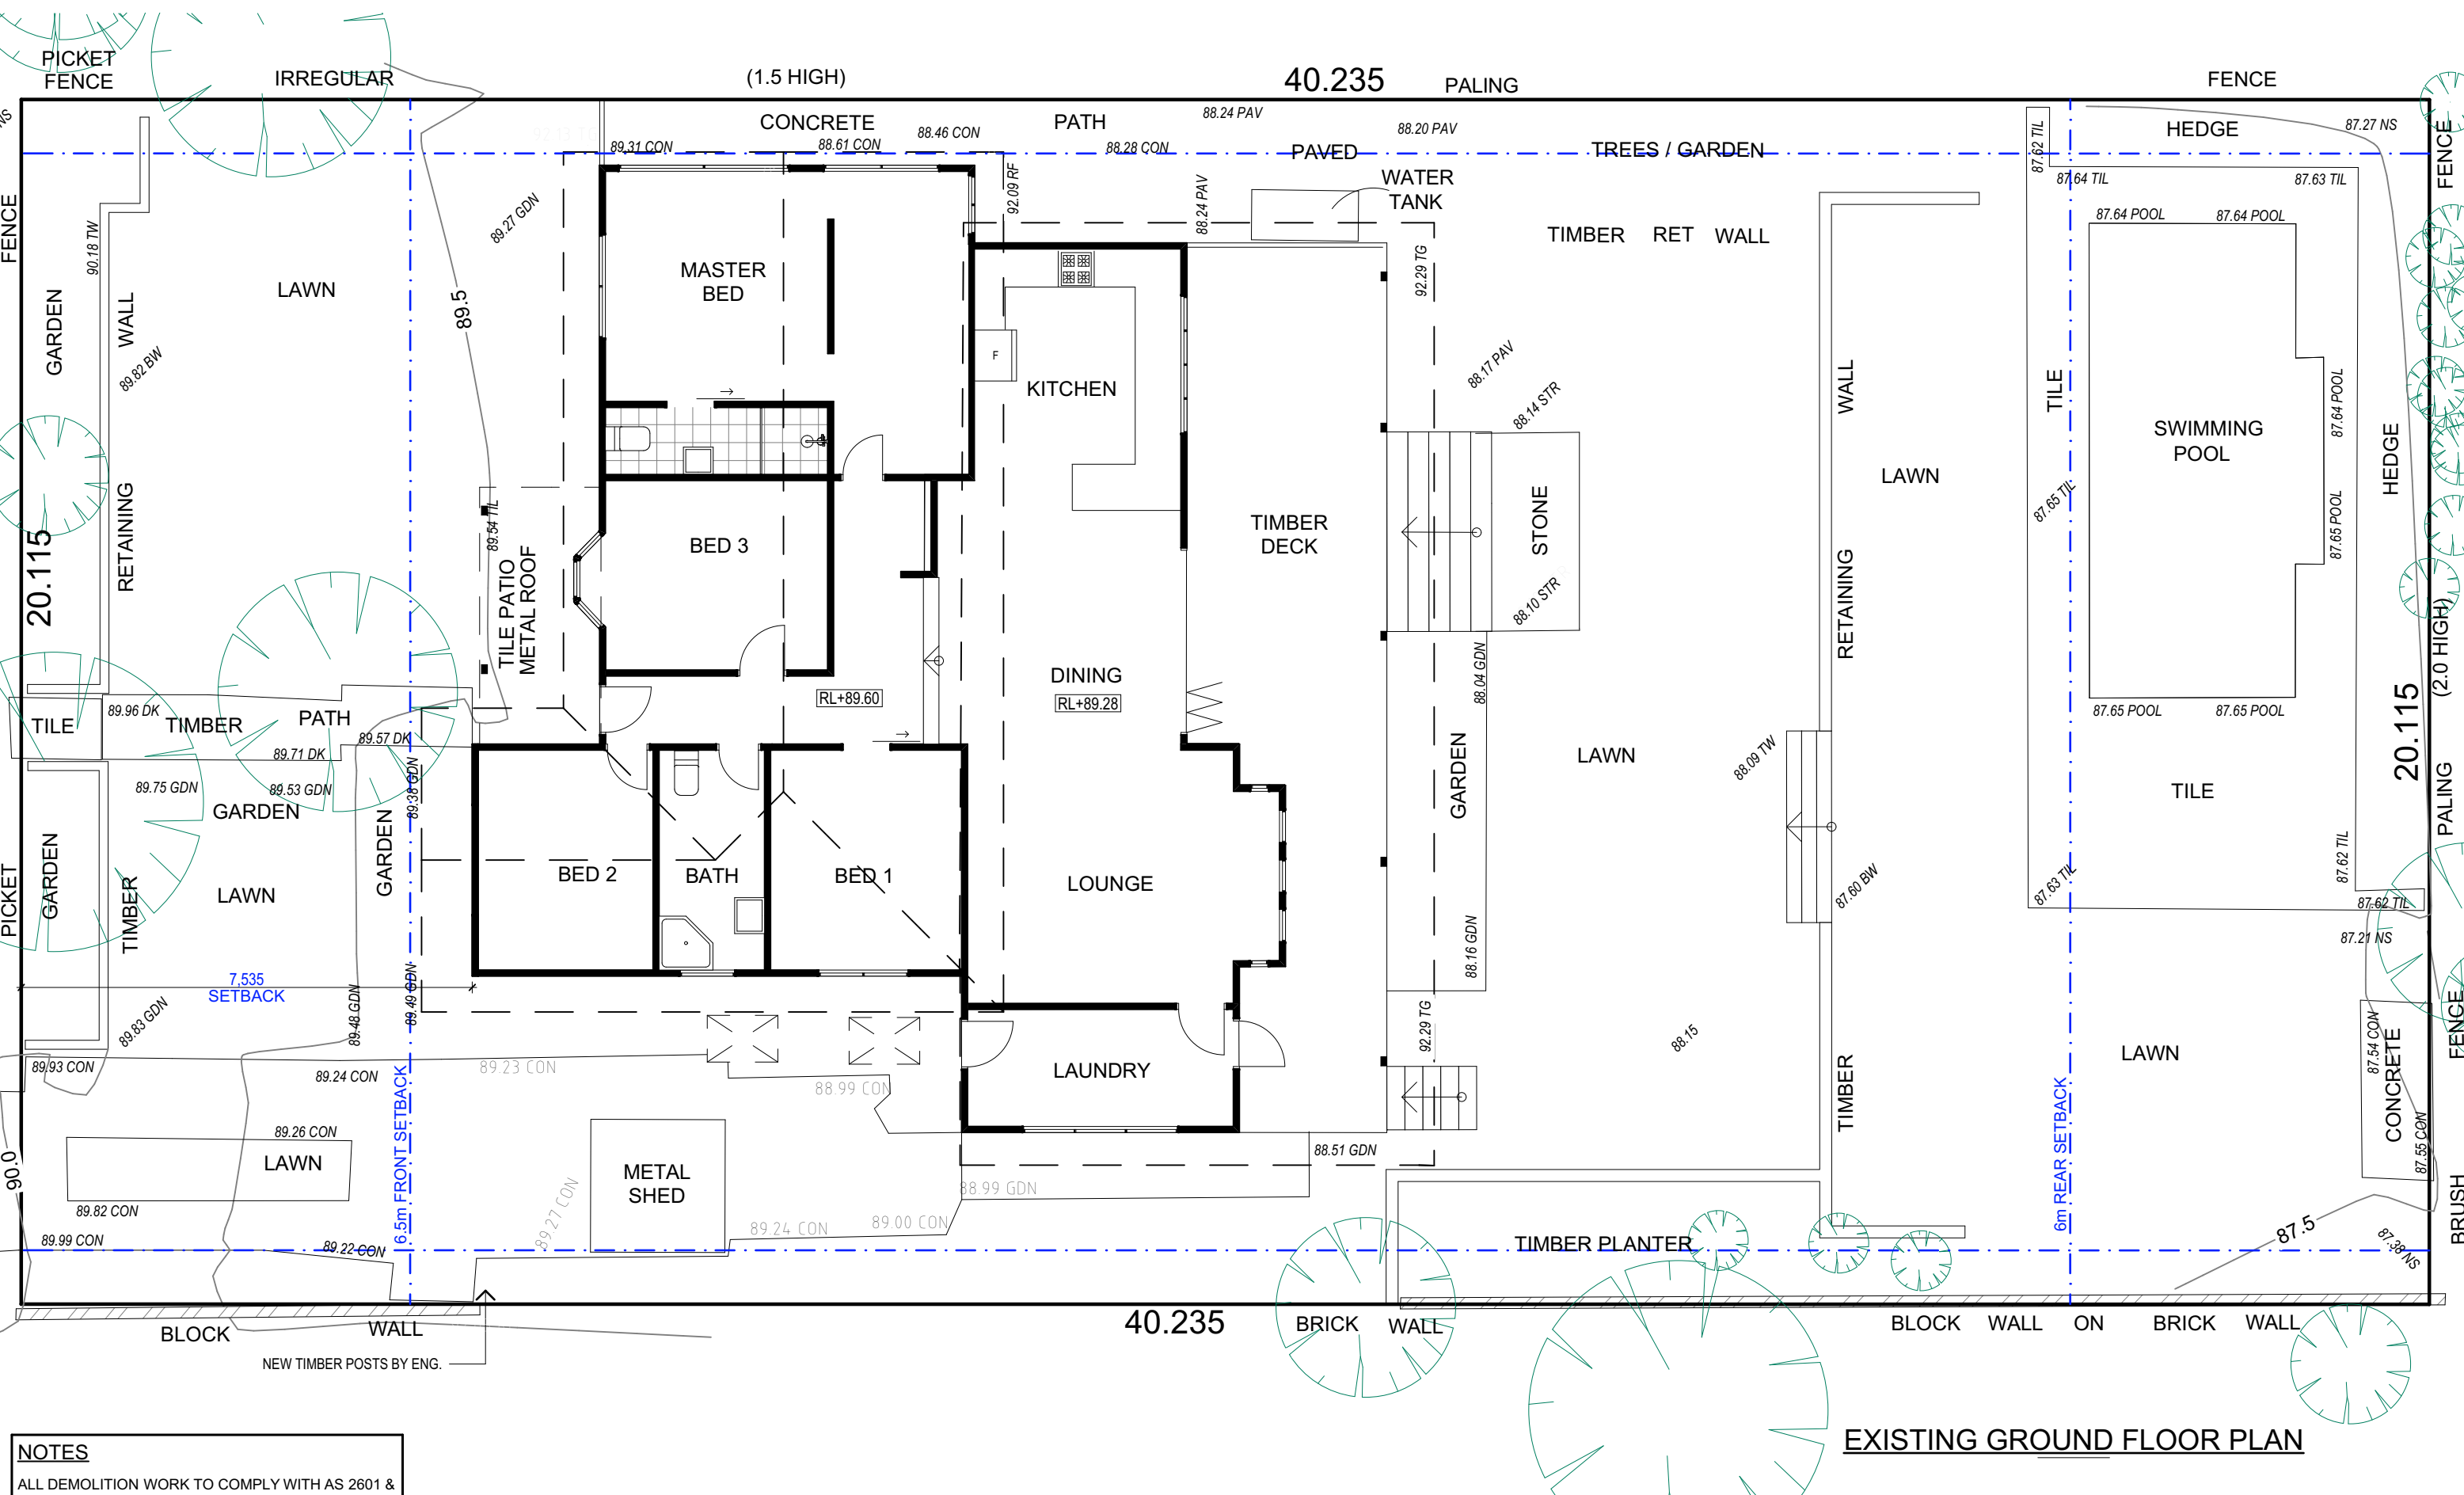 PICKET
FENCE
IRREGULAR
(1.5 HIGH)
40.235
PALING
FENCE
NS
CONCRETE
PATH
88.24 PAV
88.20 PAV
88.46 CON
89.31 CON
88.61 CON
88.28 CON
PAVED
TREES / GARDEN
87.62 TIL
HEDGE
87.27 NS
FENCE
FENCE
90.18 TW
89.27 GDN
92.09 RF
88.24 PAV
WATER
TANK
87.64 TIL
87.63 TIL
87.64 POOL
87.64 POOL
TIMBER RET WALL
92.29 TG
LAWN
MASTER
BED
GARDEN
WALL
89.5
89.82 BW
F
KITCHEN
88.17 PAV
88.14 STR
WALL
TILE
SWIMMING
POOL
87.64 POOL
HEDGE
LAWN
RETAINING
89.54 TIL
BED 3
TIMBER
DECK
STONE
87.65 TIL
87.65 POOL
20.115
TILE PATIO
METAL ROOF
88.10 STR
RETAINING
(2.0 HIGH)
DINING
RL+89.60
RL+89.28
88.04 GDN
TILE
89.96 DK
TIMBER
PATH
89.57 DK
89.71 DK
87.65 POOL
87.65 POOL
20.115
89.75 GDN
89.53 GDN
GARDEN
89.38 GDN
GARDEN
LAWN
88.09 TW
TILE
PALING
GARDEN
GARDEN
PICKET
TIMBER
LAWN
BED 2
BATH
BED 1
LOUNGE
87.60 BW
87.63 TIL
87.62 TIL
87.62 TIL
87.21 NS
88.16 GDN
7,535
SETBACK
89.83 GDN
89.48 GDN
89.49 GDN
92.29 TG
88.15
FENCE
89.93 CON
89.24 CON
89.23 CON
88.99 CON
LAUNDRY
TIMBER
LAWN
87.54 CON
CONCRETE
87.55 CON
89.26 CON
LAWN
6.5m FRONT SETBACK
6m REAR SETBACK
88.51 GDN
90.0
METAL
SHED
88.99 GDN
89.82 CON
89.27 CON
89.24 CON
89.00 CON
BRUSH
89.99 CON
89.22 CON
TIMBER PLANTER
87.5
87.38 NS
BLOCK
WALL
40.235
BRICK
WALL
BLOCK WALL ON BRICK WALL
NEW TIMBER POSTS BY ENG.
EXISTING GROUND FLOOR PLAN
NOTES
ALL DEMOLITION WORK TO COMPLY WITH AS 2601 &